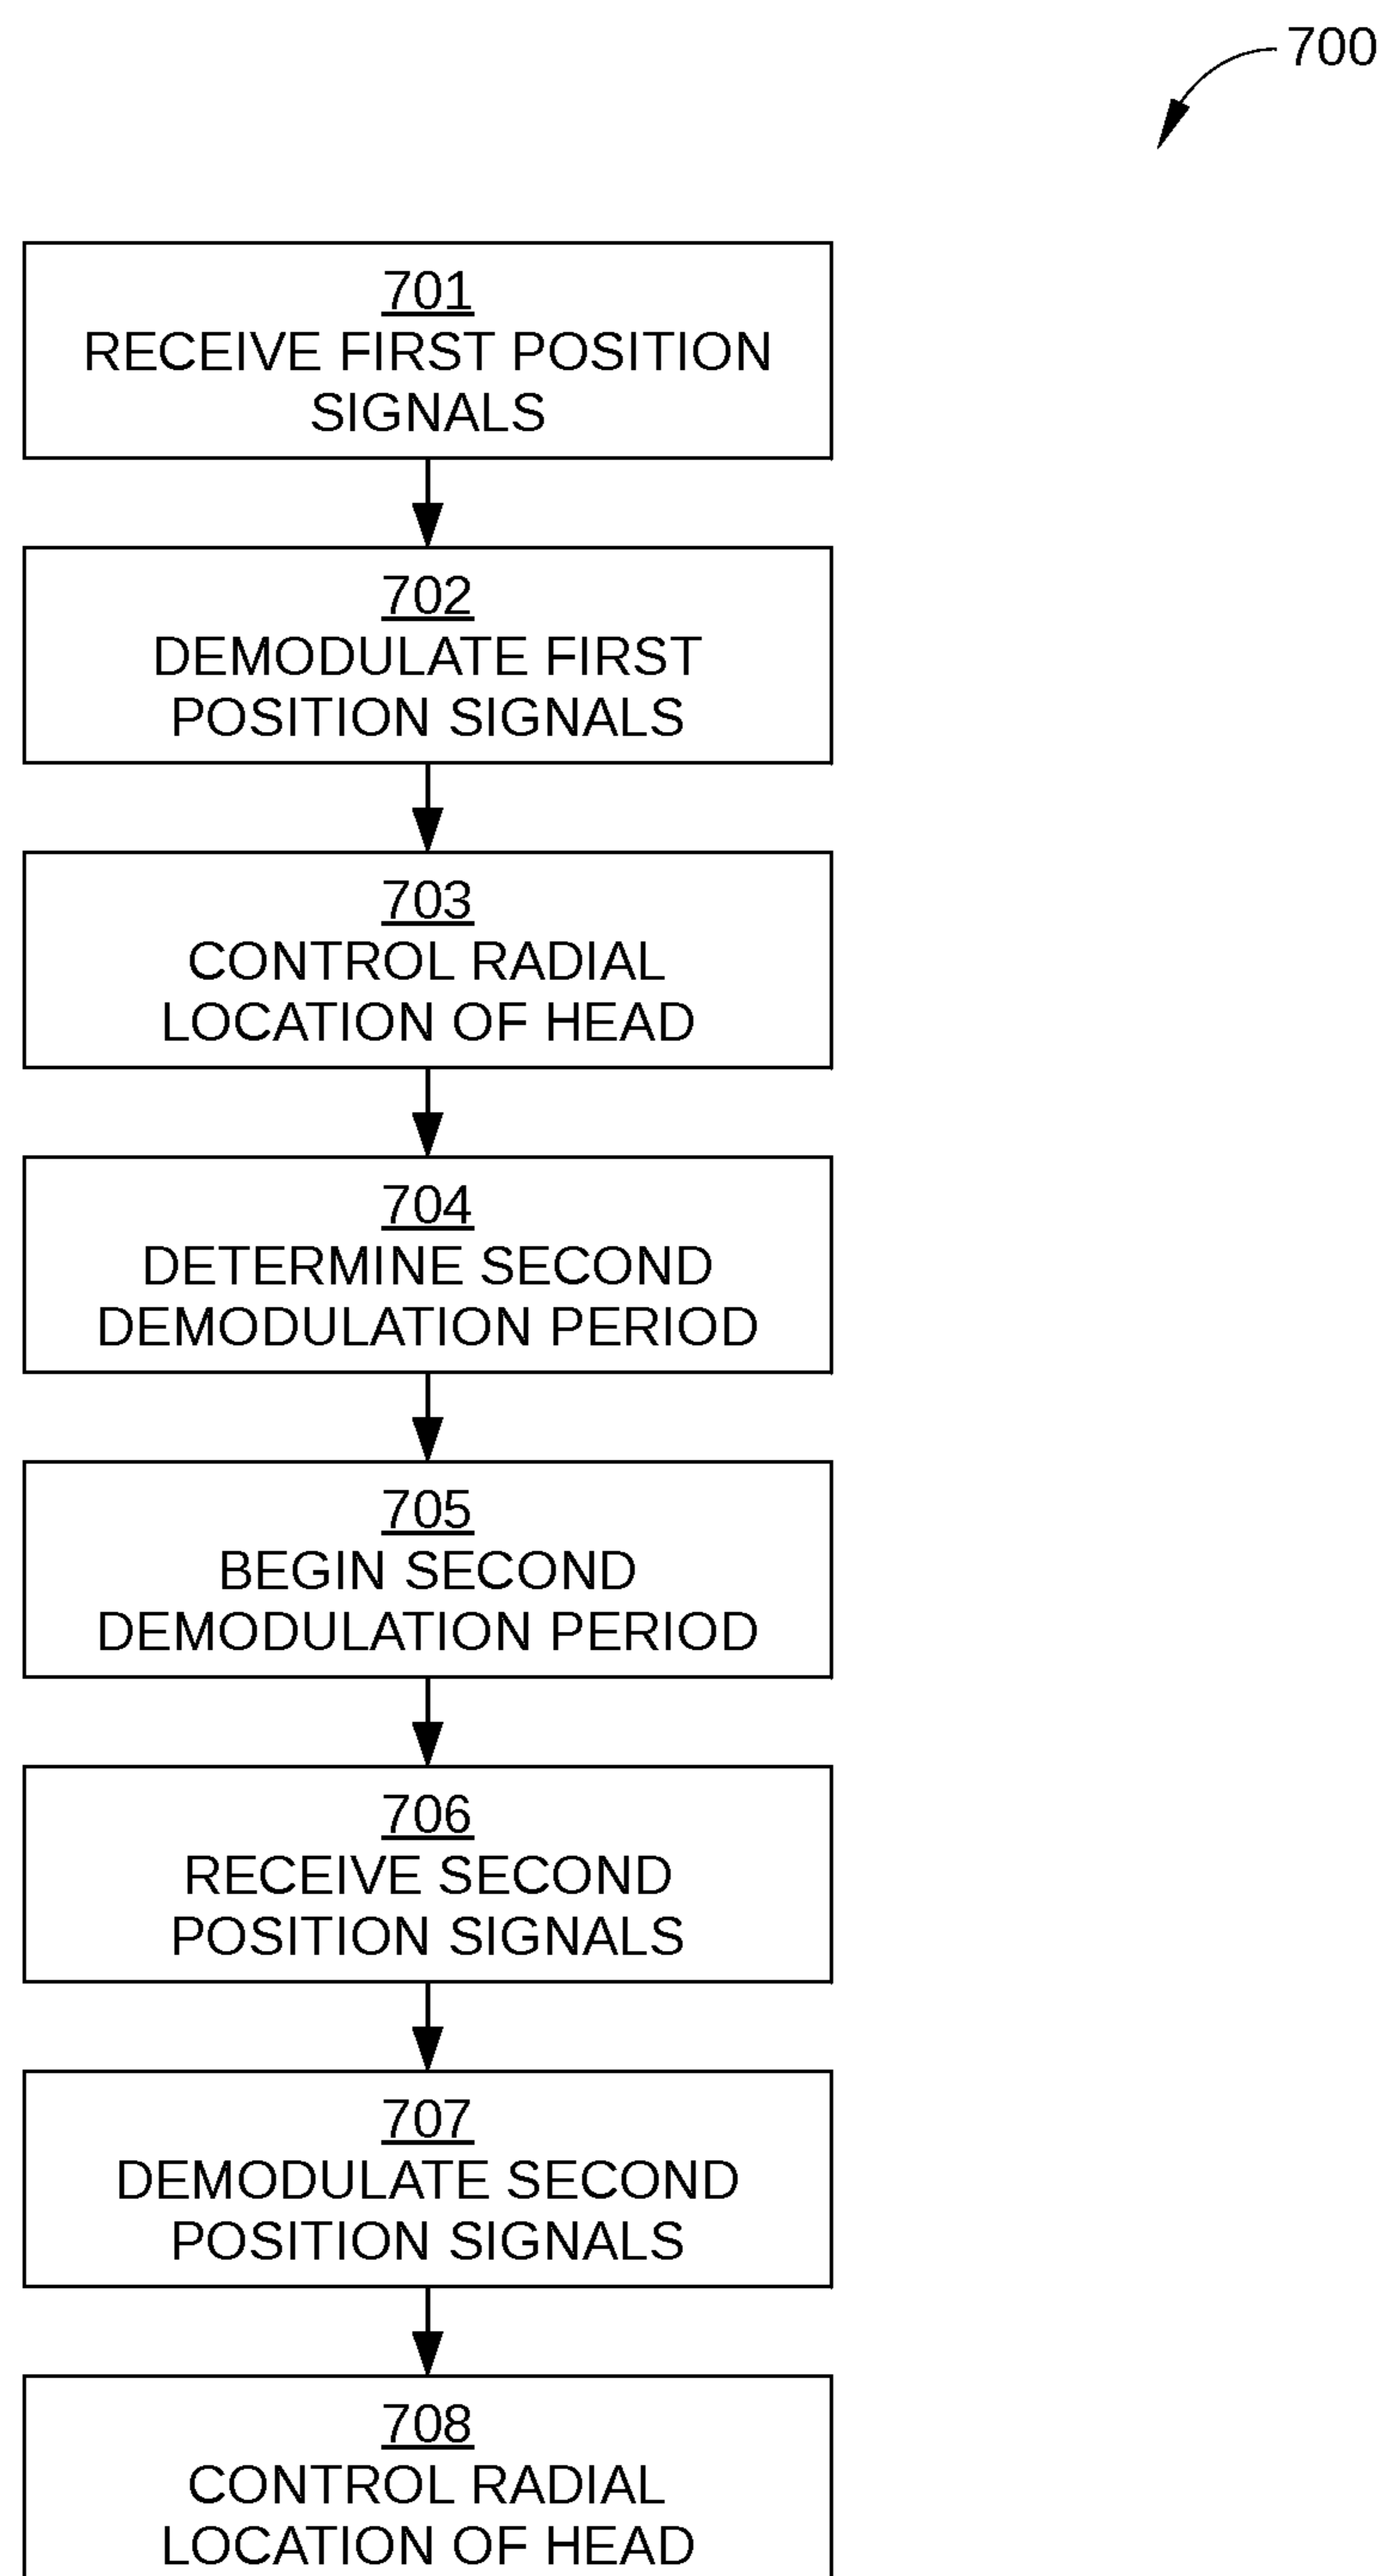 700
701
RECEIVE FIRST POSITION
SIGNALS
702
DEMODULATE FIRST
POSITION SIGNALS
703
CONTROL RADIAL
LOCATION OF HEAD
704
DETERMINE SECOND
DEMODULATION PERIOD
705
BEGIN SECOND
DEMODULATION PERIOD
706
RECEIVE SECOND
POSITION SIGNALS
707
DEMODULATE SECOND
POSITION SIGNALS
708
CONTROL RADIAL
LOCATION OF HEAD